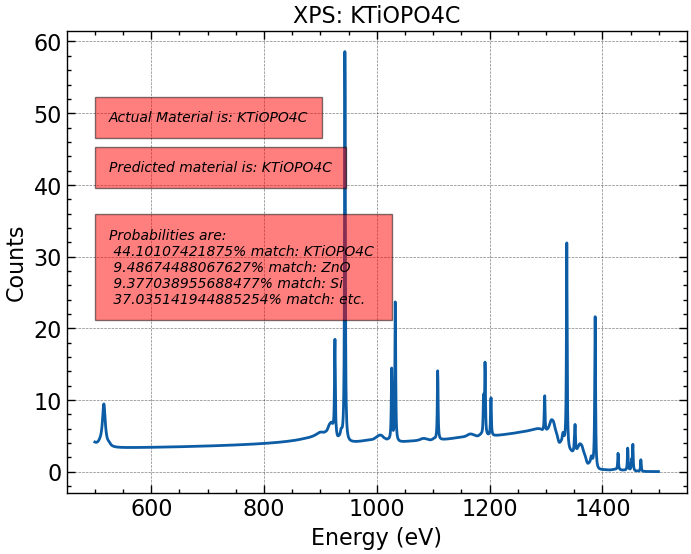 XPS: KTiOPO4C
60
50
40
30
20
10
0
Counts
Actual Material is: KTiOPO4C
Predicted material is: KTiOPO4C
Probabilities are:
44.10107421875% match: KTiOPO4C
9.48674488067627% match: ZnO
9.377038955688477% match: Si
37.035141944885254% match: etc.
600
800
1000
1200
1400
Energy (eV)